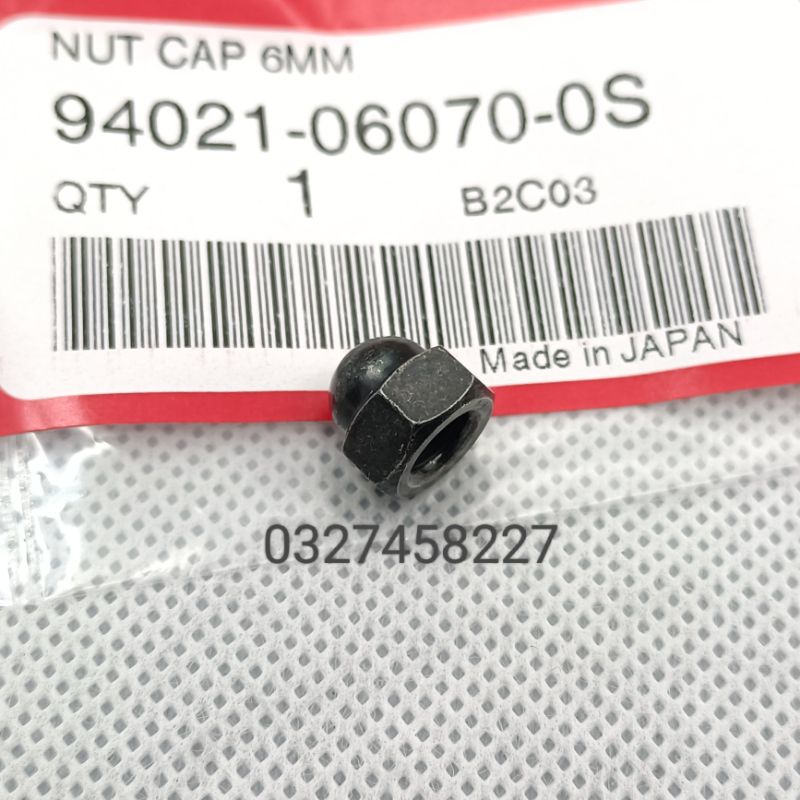 NUT CAP 6MM
94021-06070-0S
QTY 1 B2C03
Made in JAPAN
0327458227